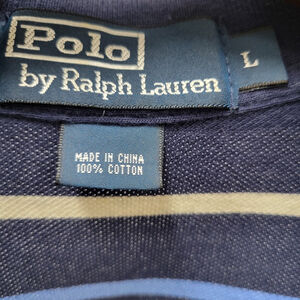 Polo
by Ralph Lauren
L
MADE IN CHINA
100% COTTON